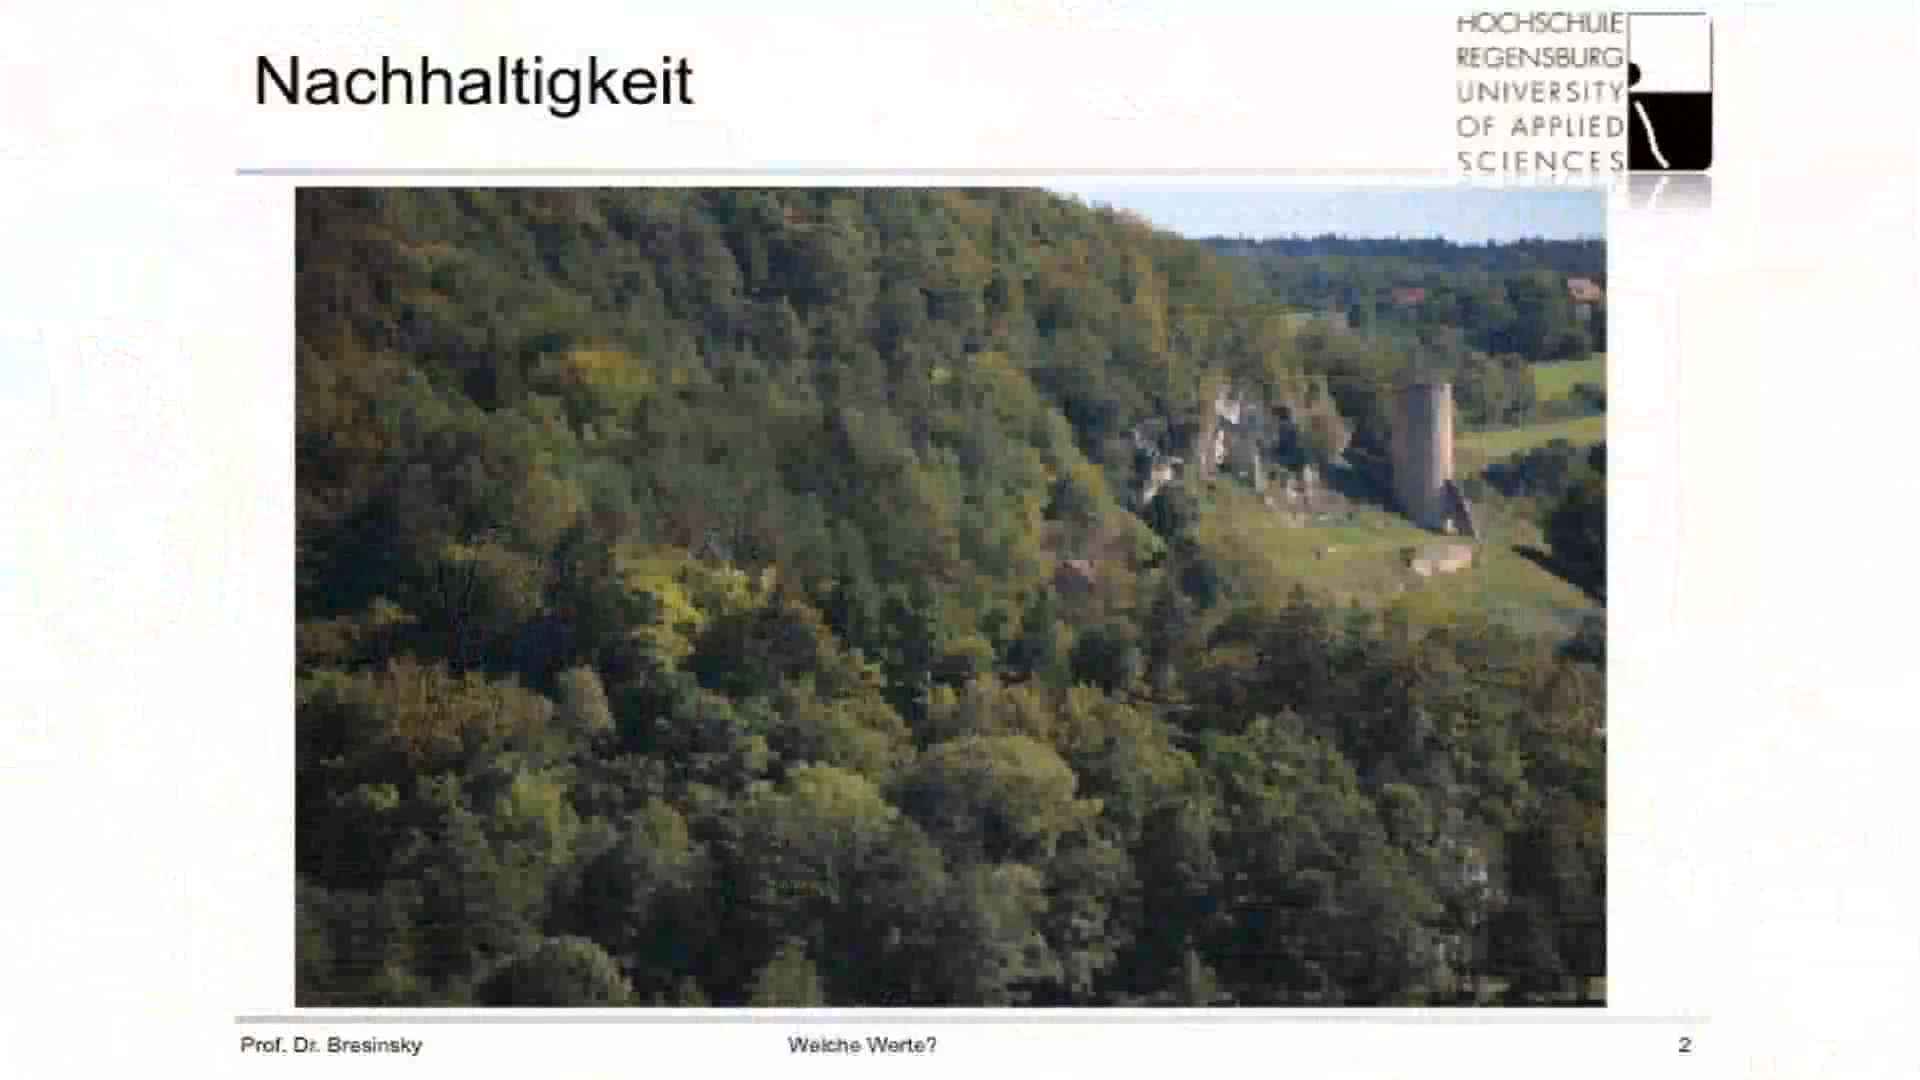 Nachhaltigkeit
HOCHSCHULE
REGENSBURG
UNIVERSITY
OF APPLIED
SCIENCES
Prof. Dr. Bresinsky
Welche Werte?
2